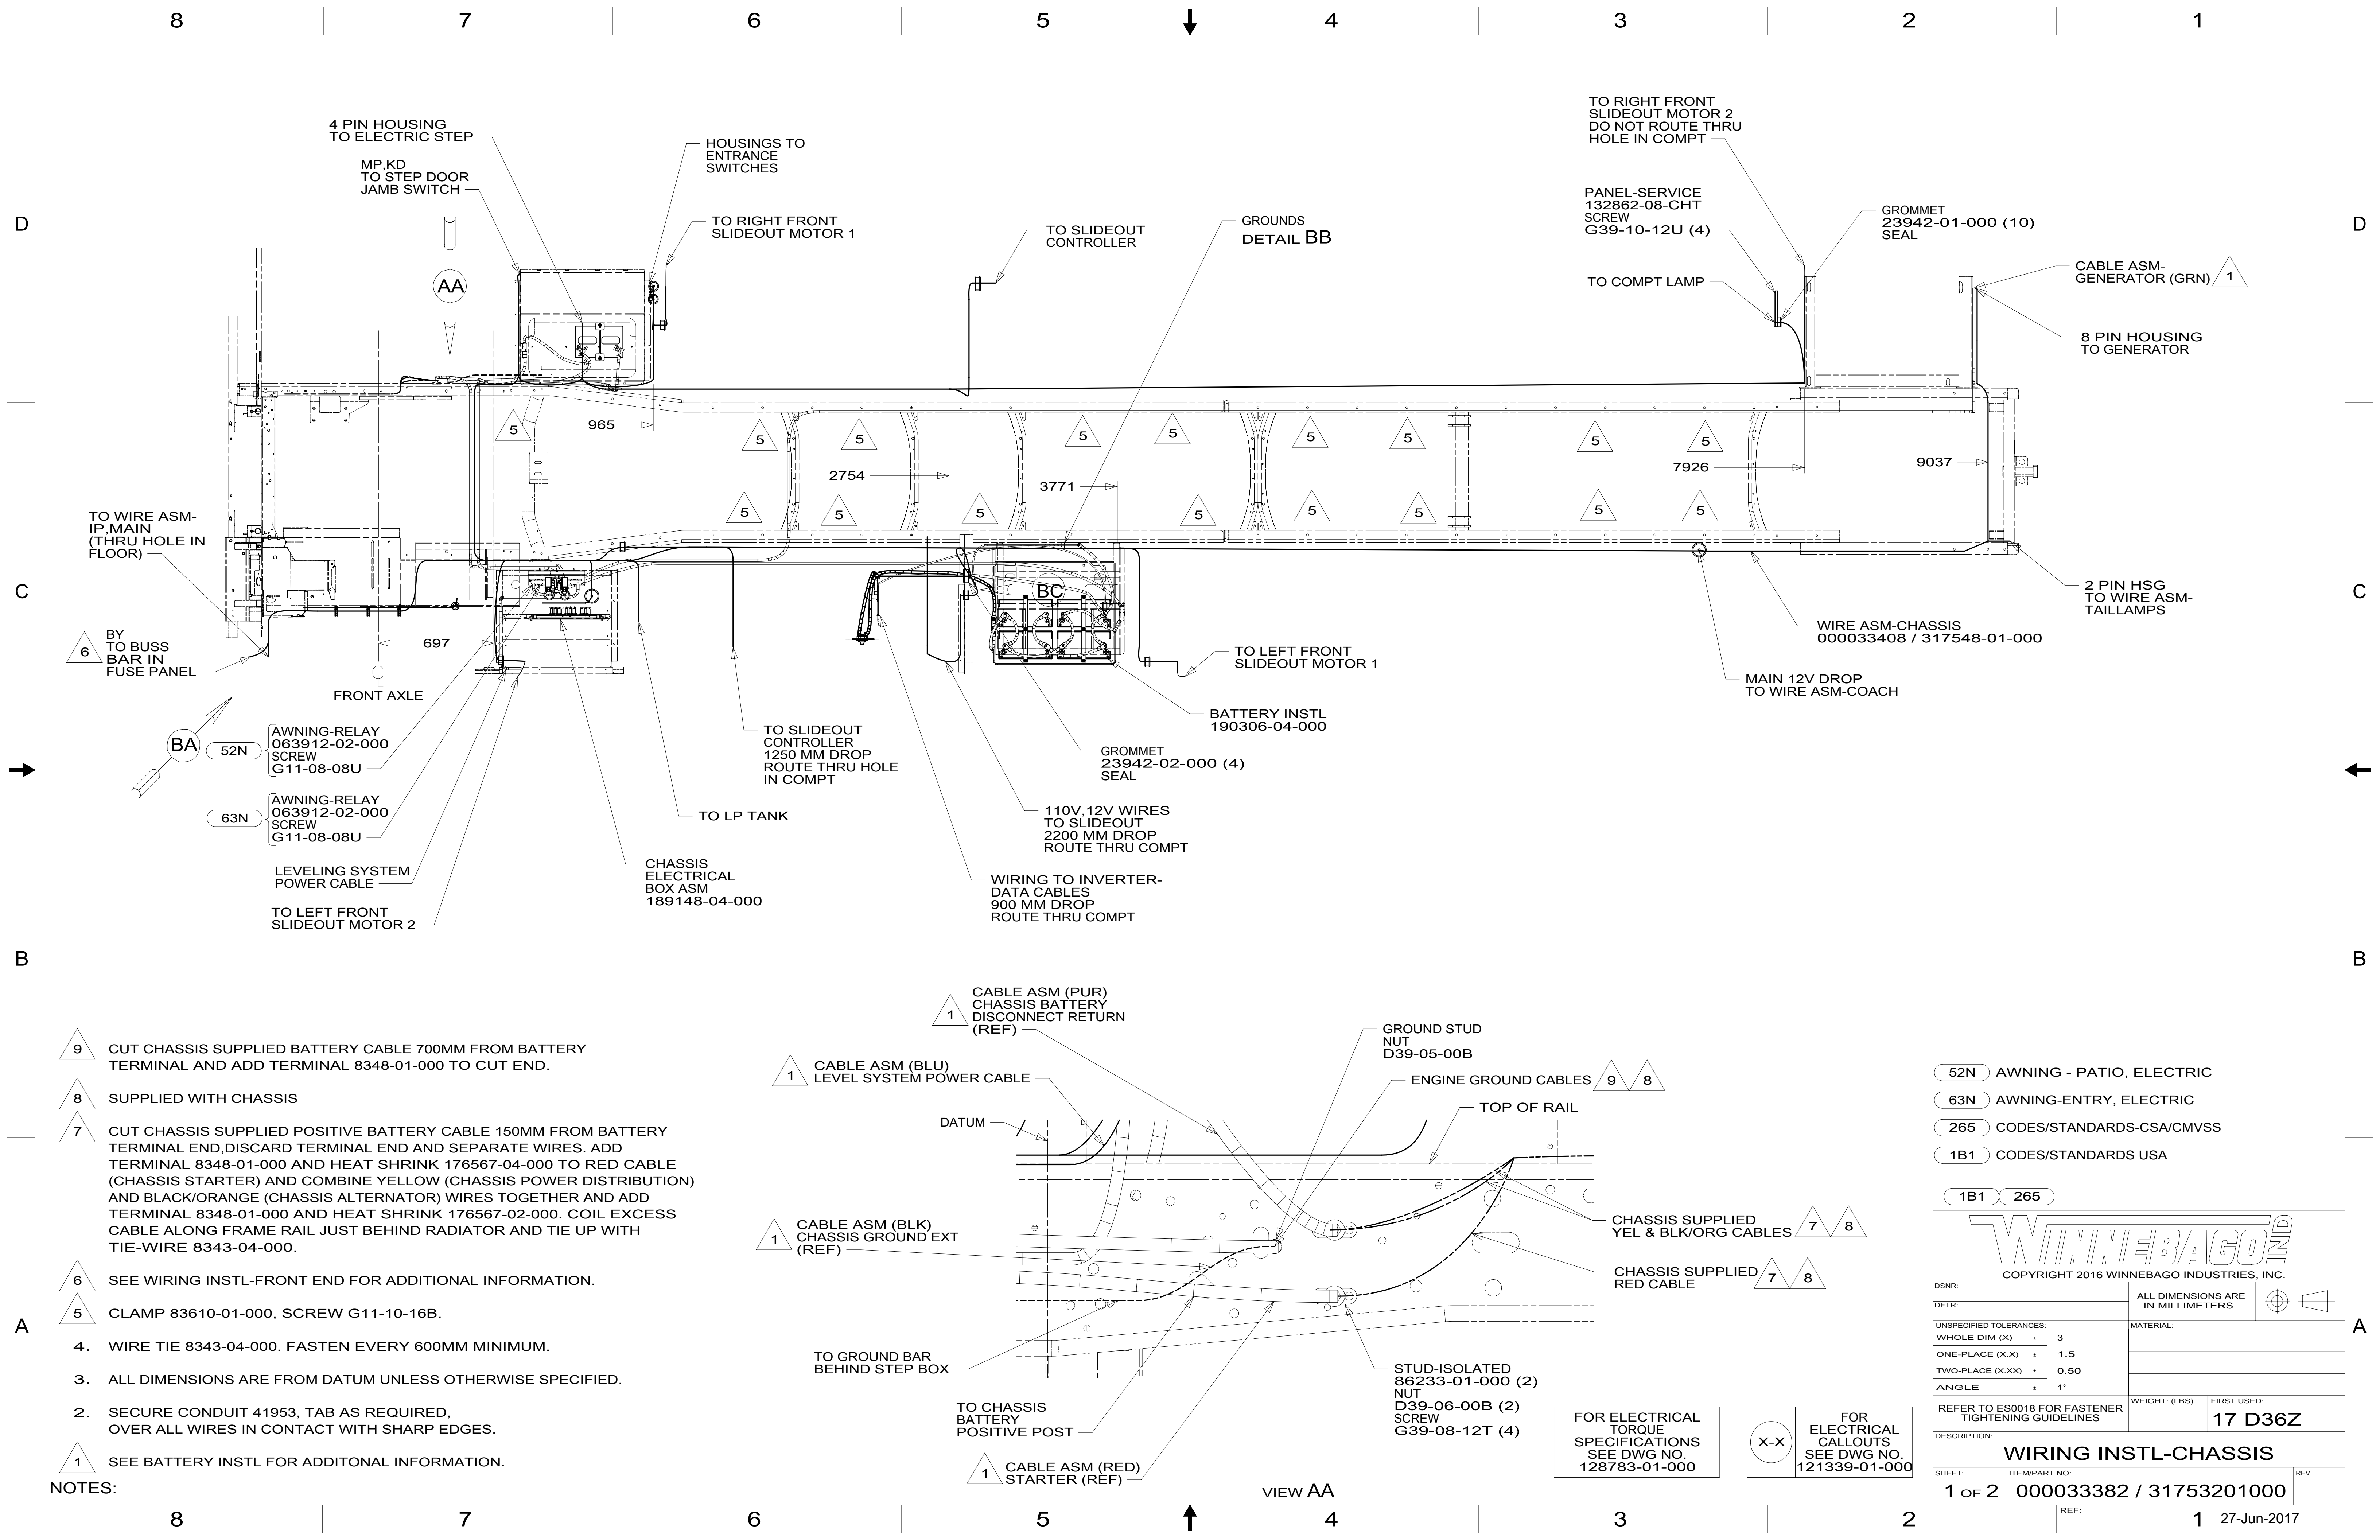 8 7 6 5 4 3 2 1
D
D
C
C
B
B
A
A
4 PIN HOUSING
TO ELECTRIC STEP
MP,KD
TO STEP DOOR
JAMB SWITCH
HOUSINGS TO
ENTRANCE
SWITCHES
TO RIGHT FRONT
SLIDEOUT MOTOR 1
TO SLIDEOUT
CONTROLLER
GROUNDS
DETAIL BB
TO RIGHT FRONT
SLIDEOUT MOTOR 2
DO NOT ROUTE THRU
HOLE IN COMPT
PANEL-SERVICE
132862-08-CHT
SCREW
G39-10-12U (4)
TO COMPT LAMP
GROMMET
23942-01-000 (10)
SEAL
CABLE ASM-
GENERATOR (GRN) 1
8 PIN HOUSING
TO GENERATOR
AA
5
965
5
5
5
5
5
5
5
5
2754
3771
7926
9037
5
5
5
5
5
5
5
5
TO WIRE ASM-
IP,MAIN
(THRU HOLE IN
FLOOR)
6
BY
TO BUSS
BAR IN
FUSE PANEL
697
C L
FRONT AXLE
BC
2 PIN HSG
TO WIRE ASM-
TAILLAMPS
WIRE ASM-CHASSIS
000033408 / 317548-01-000
MAIN 12V DROP
TO WIRE ASM-COACH
TO LEFT FRONT
SLIDEOUT MOTOR 1
BATTERY INSTL
190306-04-000
GROMMET
23942-02-000 (4)
SEAL
BA
52N
AWNING-RELAY
063912-02-000
SCREW
G11-08-08U
63N
AWNING-RELAY
063912-02-000
SCREW
G11-08-08U
LEVELING SYSTEM
POWER CABLE
TO LEFT FRONT
SLIDEOUT MOTOR 2
CHASSIS
ELECTRICAL
BOX ASM
189148-04-000
TO LP TANK
TO SLIDEOUT
CONTROLLER
1250 MM DROP
ROUTE THRU HOLE
IN COMPT
110V,12V WIRES
TO SLIDEOUT
2200 MM DROP
ROUTE THRU COMPT
WIRING TO INVERTER-
DATA CABLES
900 MM DROP
ROUTE THRU COMPT
9 CUT CHASSIS SUPPLIED BATTERY CABLE 700MM FROM BATTERY
TERMINAL AND ADD TERMINAL 8348-01-000 TO CUT END.
8 SUPPLIED WITH CHASSIS
7 CUT CHASSIS SUPPLIED POSITIVE BATTERY CABLE 150MM FROM BATTERY
TERMINAL END,DISCARD TERMINAL END AND SEPARATE WIRES. ADD
TERMINAL 8348-01-000 AND HEAT SHRINK 176567-04-000 TO RED CABLE
(CHASSIS STARTER) AND COMBINE YELLOW (CHASSIS POWER DISTRIBUTION)
AND BLACK/ORANGE (CHASSIS ALTERNATOR) WIRES TOGETHER AND ADD
TERMINAL 8348-01-000 AND HEAT SHRINK 176567-02-000. COIL EXCESS
CABLE ALONG FRAME RAIL JUST BEHIND RADIATOR AND TIE UP WITH
TIE-WIRE 8343-04-000.
6 SEE WIRING INSTL-FRONT END FOR ADDITIONAL INFORMATION.
5 CLAMP 83610-01-000, SCREW G11-10-16B.
4. WIRE TIE 8343-04-000. FASTEN EVERY 600MM MINIMUM.
3. ALL DIMENSIONS ARE FROM DATUM UNLESS OTHERWISE SPECIFIED.
2. SECURE CONDUIT 41953, TAB AS REQUIRED,
OVER ALL WIRES IN CONTACT WITH SHARP EDGES.
1 SEE BATTERY INSTL FOR ADDITONAL INFORMATION.
NOTES:
1
CABLE ASM (PUR)
CHASSIS BATTERY
DISCONNECT RETURN
(REF)
1
CABLE ASM (BLU)
LEVEL SYSTEM POWER CABLE
DATUM
GROUND STUD
NUT
D39-05-00B
ENGINE GROUND CABLES 9 8
TOP OF RAIL
1
CABLE ASM (BLK)
CHASSIS GROUND EXT
(REF)
CHASSIS SUPPLIED
YEL & BLK/ORG CABLES 7 8
CHASSIS SUPPLIED
RED CABLE 7 8
TO GROUND BAR
BEHIND STEP BOX
TO CHASSIS
BATTERY
POSITIVE POST
1
CABLE ASM (RED)
STARTER (REF)
STUD-ISOLATED
86233-01-000 (2)
NUT
D39-06-00B (2)
SCREW
G39-08-12T (4)
VIEW AA
FOR ELECTRICAL
TORQUE
SPECIFICATIONS
SEE DWG NO.
128783-01-000
X-X
FOR
ELECTRICAL
CALLOUTS
SEE DWG NO.
121339-01-000
52N AWNING - PATIO, ELECTRIC
63N AWNING-ENTRY, ELECTRIC
265 CODES/STANDARDS-CSA/CMVSS
1B1 CODES/STANDARDS USA
1B1 265
WINNEBAGO IND
COPYRIGHT 2016 WINNEBAGO INDUSTRIES, INC.
DSNR:
DFTR:
ALL DIMENSIONS ARE
IN MILLIMETERS
UNSPECIFIED TOLERANCES:
WHOLE DIM (X) ± 3
ONE-PLACE (X.X) ± 1.5
TWO-PLACE (X.XX) ± 0.50
ANGLE ± 1°
MATERIAL:
REFER TO ES0018 FOR FASTENER
TIGHTENING GUIDELINES
WEIGHT: (LBS)
FIRST USED:
17 D36Z
DESCRIPTION:
WIRING INSTL-CHASSIS
SHEET:
1 OF 2
ITEM/PART NO:
000033382 / 31753201000
REV
REF:
8 7 6 5 4 3 2 1
27-Jun-2017